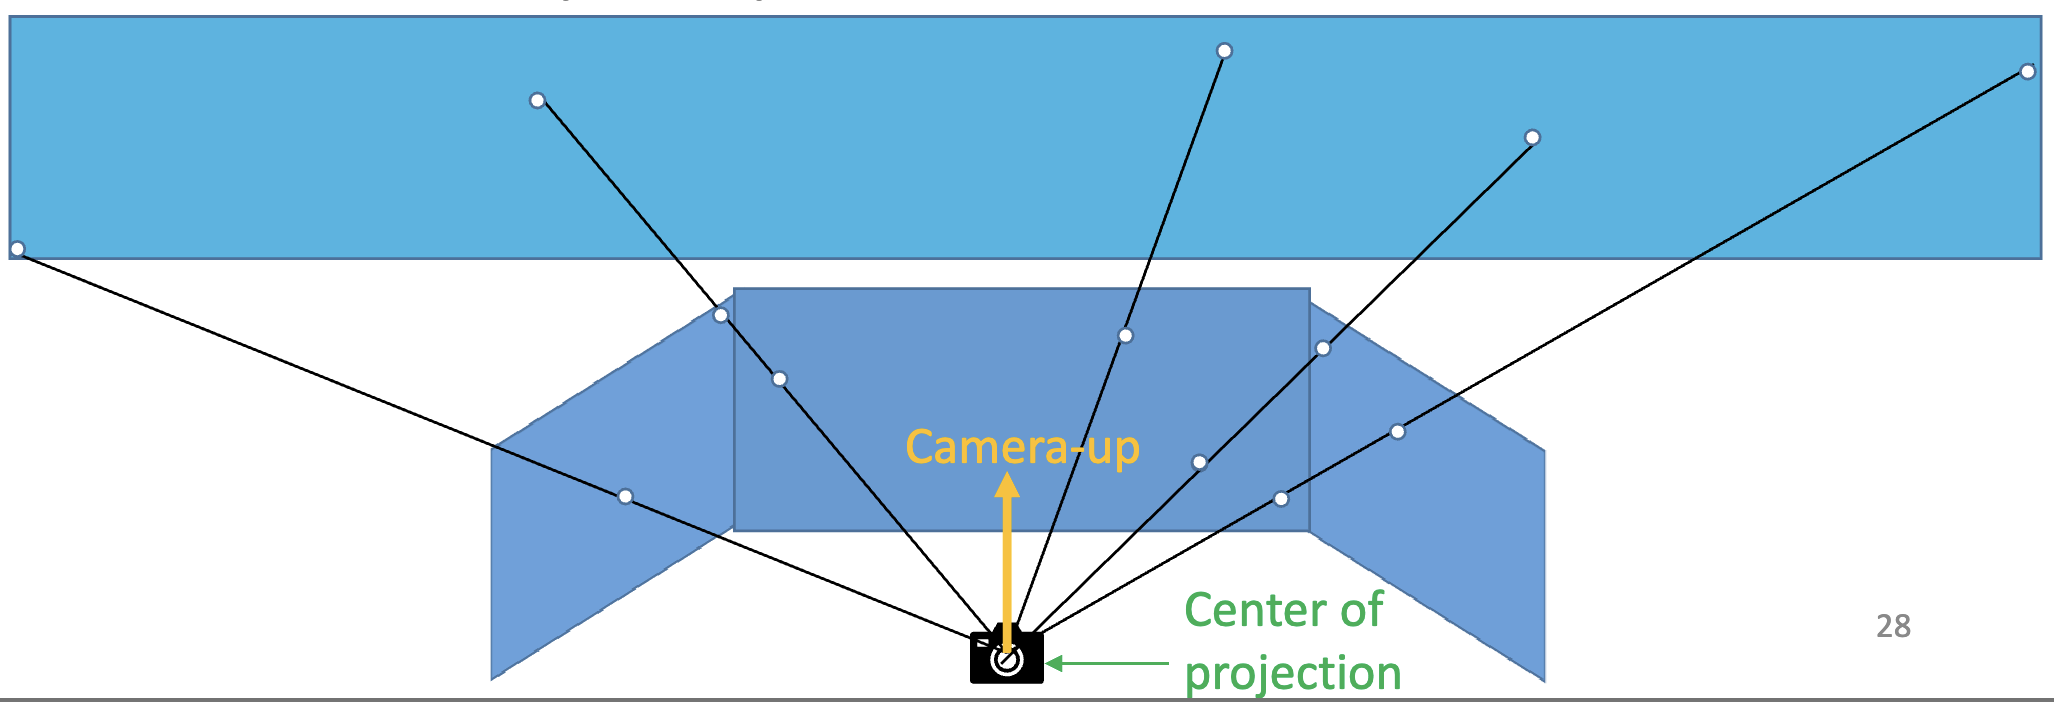 Camera-up
Center of
projection
28